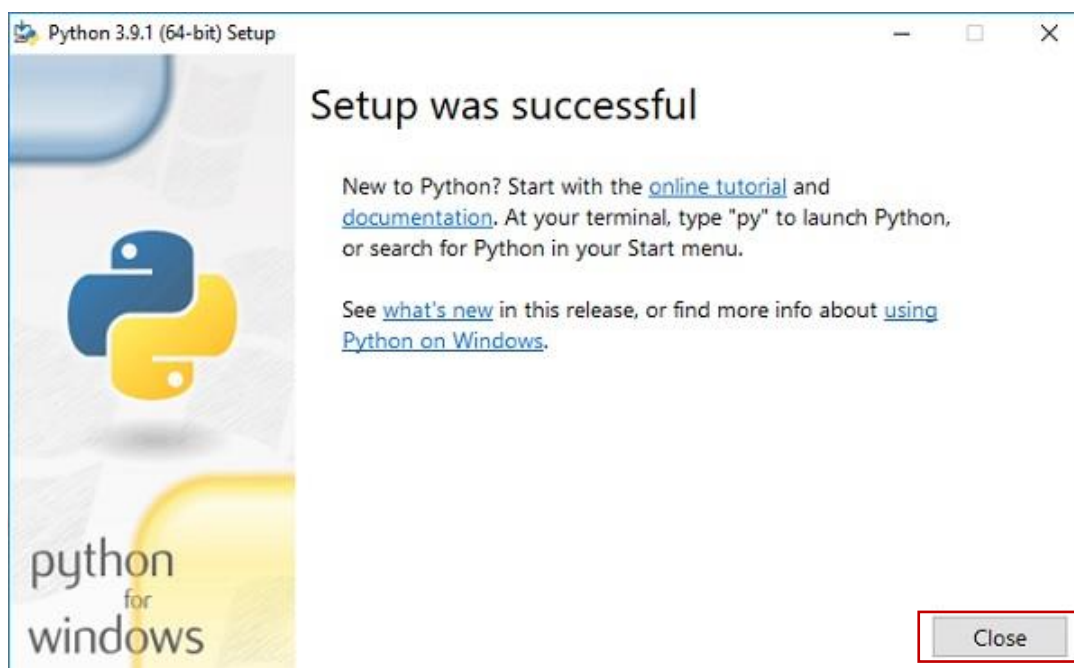 Python 3.9.1 (64-bit) Setup
Setup was successful
New to Python? Start with the online tutorial and
documentation. At your terminal, type "py" to launch Python,
or search for Python in your Start menu.
See what's new in this release, or find more info about using
Python on Windows.
python
for
windows
Close